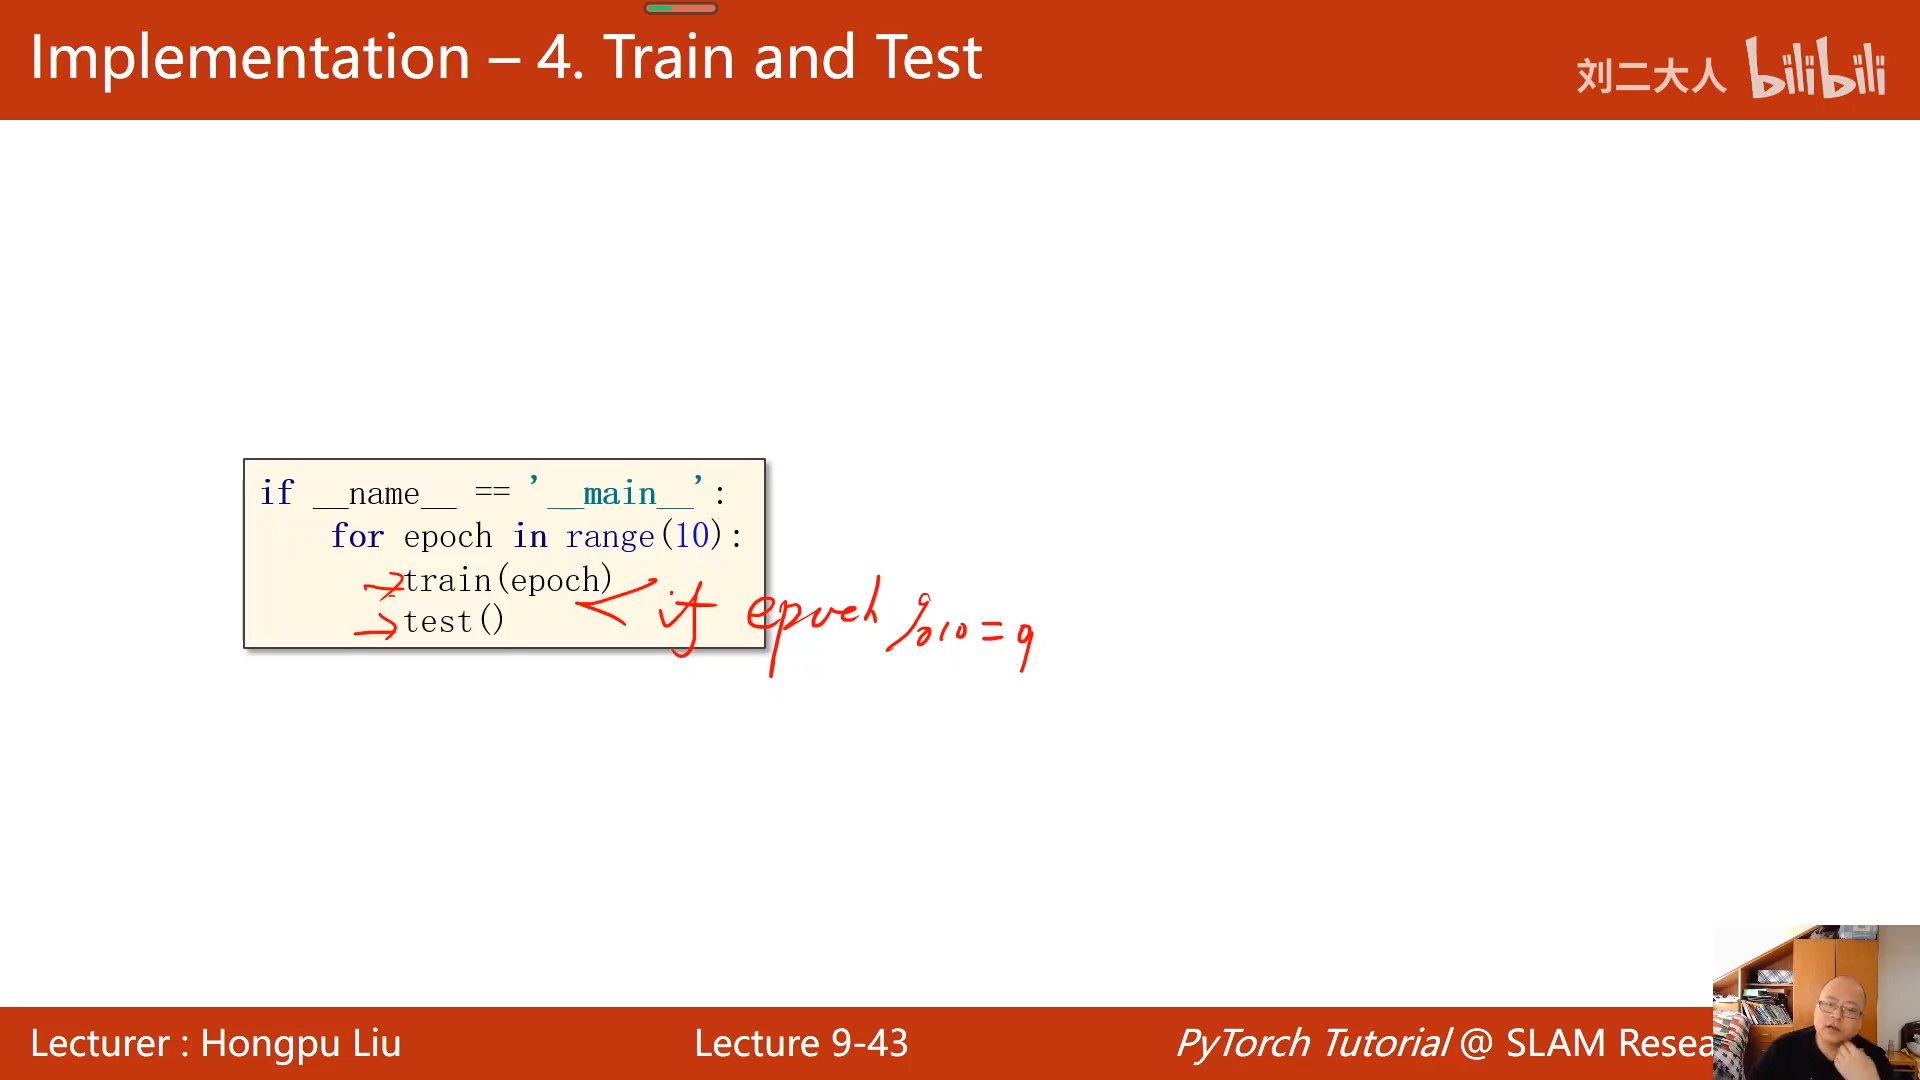 Implementation – 4. Train and Test
刘二大人 bilibili
if __name__ == '__main__':
for epoch in range(10):
train(epoch)
test()
if epoch %10 = 9
Lecturer : Hongpu Liu
Lecture 9-43
PyTorch Tutorial @ SLAM Resea